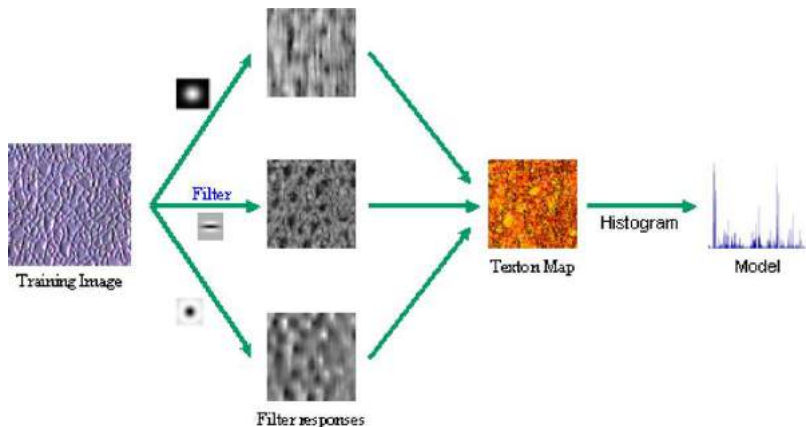 Filter
Training Image
Texton Map
Histogram
Model
Filter responses